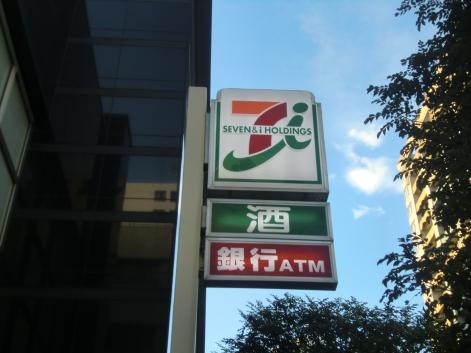 7i
SEVEN & i HOLDINGS
酒
銀行ATM